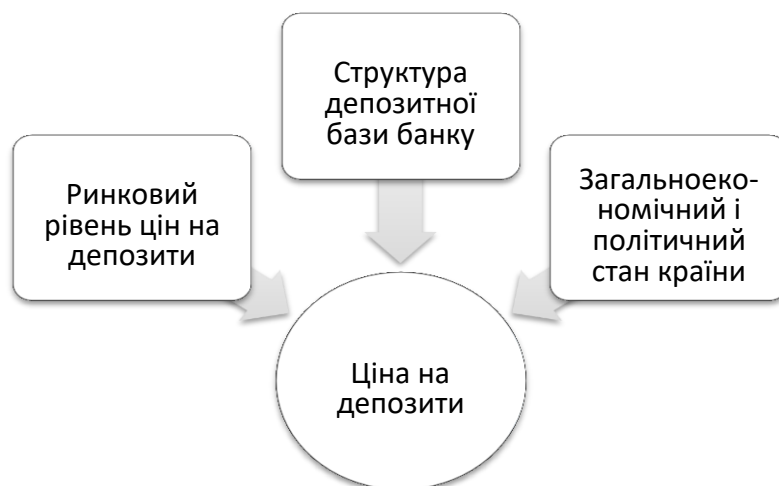 Структура
депозитної
бази банку
Ринковий
рівень цін на
депозити
Загальноеко-
номічний і
політичний
стан країни
Ціна на
депозити